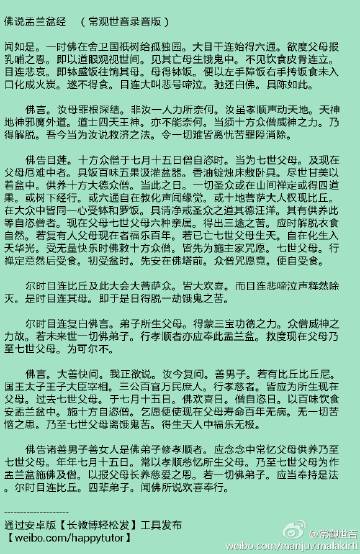 佛说盂兰盆经 （常观世音录音版）
闻如是。一时佛在舍卫国祇树给孤独园。大目干连始得六通。欲度父母报
乳哺之恩。即以道眼观视世间。见其亡母生饿鬼中。不见饮食皮骨连立。
目连悲哀。即钵盛饭往饷其母。母得钵饭。便以左手障饭右手抟饭食未入
口化成火炭。遂不得食。目连大叫悲号啼泣。驰还白佛。具陈如此。
佛言。汝母罪根深结。非汝一人力所奈何。汝虽孝顺声动天地。天神
地神邪魔外道。道士四天王神。亦不能奈何。当须十方众僧威神之力。乃
得解脱。吾今当为汝说救济之法。令一切难皆离忧苦罪障消除。
佛告目莲。十方众僧于七月十五日僧自恣时。当为七世父母。及现在
父母厄难中者。具饭百味五果汲灌盆器。香油锭烛床敷卧具。尽世甘美以
着盆中。供养十方大德众僧。当此之日。一切圣众或在山间禅定或得四道
果。或树下经行。或六通自在教化声闻缘觉。或十地菩萨大人权现比丘。
在大众中皆同一心受钵和罗饭。具清净戒圣众之道其德汪洋。其有供养此
等自恣僧者。现在父母七世父母六种亲属。得出三途之苦。应时解脱衣食
自然。若复有人父母现在者福乐百年。若已亡七世父母生天。自在化生入
天华光。受无量快乐时佛敕十方众僧。皆先为施主家咒愿。七世父母。行
禅定意然后受食。初受盆时。先安在佛塔前。众僧咒愿竟。便自受食。
尔时目连比丘及此大会大菩萨众。皆大欢喜。而目连悲啼泣声释然除
灭。是时目连其母。即于是日得脱一劫饿鬼之苦。
尔时目连复白佛言。弟子所生父母。得蒙三宝功德之力。众僧威神之
力故。若未来世一切佛弟子。行孝顺者亦应奉此盂兰盆。救度现在父母乃
至七世父母。为可尔不。
佛言。大善快问。我正欲说。汝今复问。善男子。若有比丘比丘尼。
国王太子王子大臣宰相。三公百官万民庶人。行孝慈者。皆应为所生现在
父母。过去七世父母。于七月十五日。佛欢喜日。僧自恣日。以百味饮食
安盂兰盆中。施十方自恣僧。乞愿便使现在父母寿命百年无病。无一切苦
恼之患。乃至七世父母离饿鬼苦。得生天人中福乐无极。
佛告诸善男子善女人是佛弟子修孝顺者。应念念中常忆父母供养乃至
七世父母。年年七月十五日。常以孝顺慈忆所生父母。乃至七世父母为作
盂兰盆施佛及僧。以报父母长养慈爱之恩。若一切佛弟子。应当奉持是法
。尔时目连比丘。四辈弟子。闻佛所说欢喜奉行。
通过安卓版【长微博轻松发】工具发布
【weibo.com/happytutor】
@常观世音
weibo.com/manjumalakirti